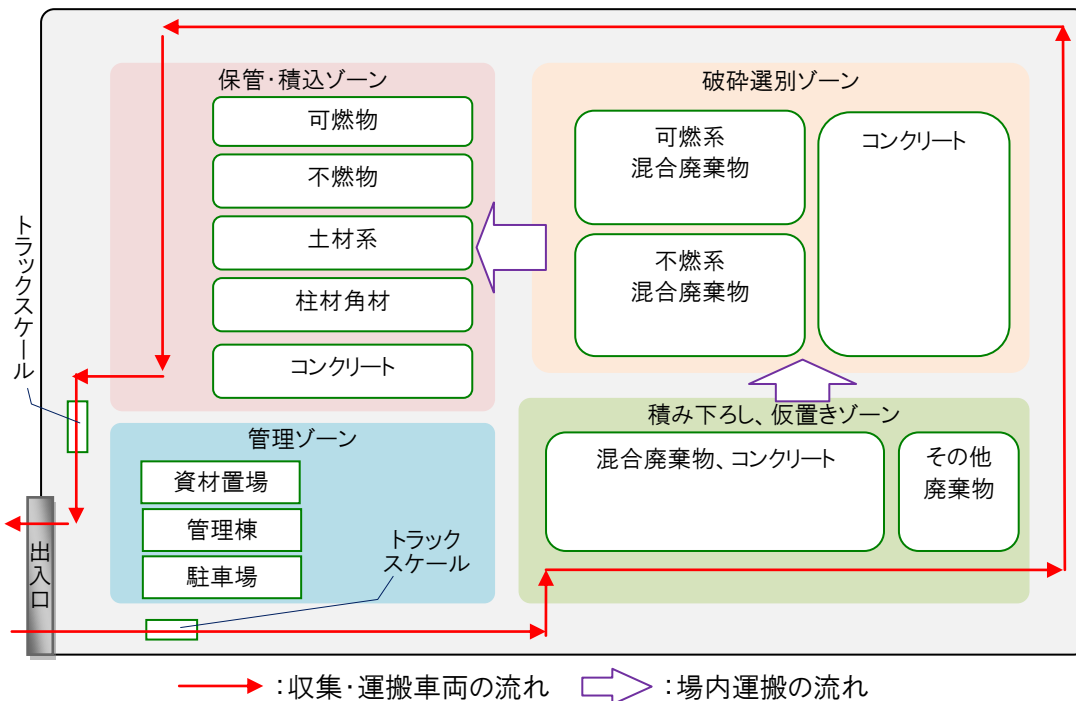 保管・積込ゾーン
可燃物
不燃物
土材系
柱材角材
コンクリート
破砕選別ゾーン
可燃系
混合廃棄物
不燃系
混合廃棄物
コンクリート
トラックスケール
管理ゾーン
資材置場
管理棟
駐車場
トラック
スケール
積み下ろし、仮置きゾーン
混合廃棄物、コンクリート
その他
廃棄物
出入口
:収集・運搬車両の流れ
:場内運搬の流れ